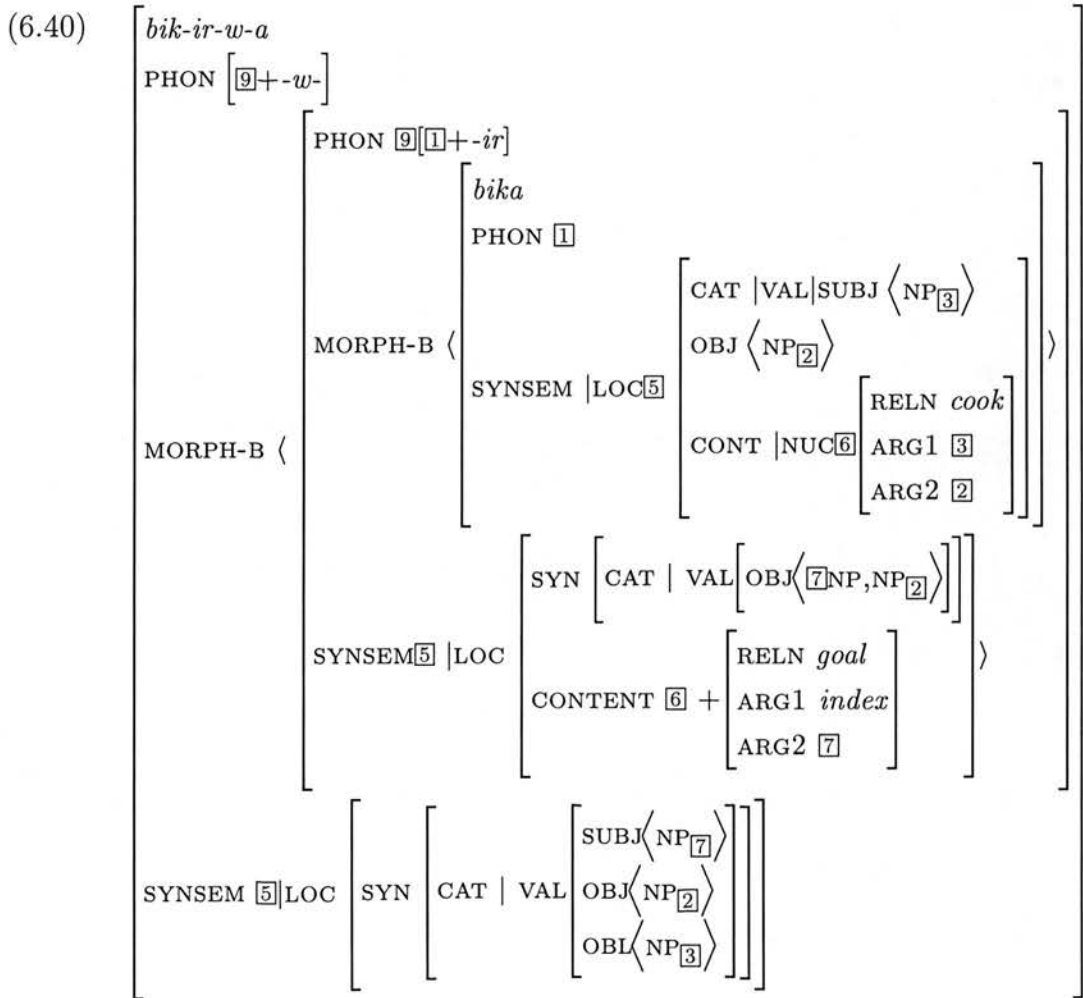 (6.40)
bik-ir-w-a
PHON [9+-w-]
PHON 9[1+-ir]
bika
PHON 1
CAT |VAL|SUBJ ⟨NP3⟩
OBJ ⟨NP2⟩
MORPH-B ⟨
SYNSEM |LOC5
RELN cook
CONT |NUC6
ARG1 3
ARG2 2
⟩
MORPH-B ⟨
SYN [CAT | VAL[OBJ⟨7NP,NP2⟩]]
SYNSEM5 |LOC
RELN goal
CONTENT 6 +
ARG1 index
ARG2 7
⟩
SUBJ⟨NP7⟩
SYNSEM 5|LOC [SYN [CAT | VAL
OBJ⟨NP2⟩
OBL⟨NP3⟩